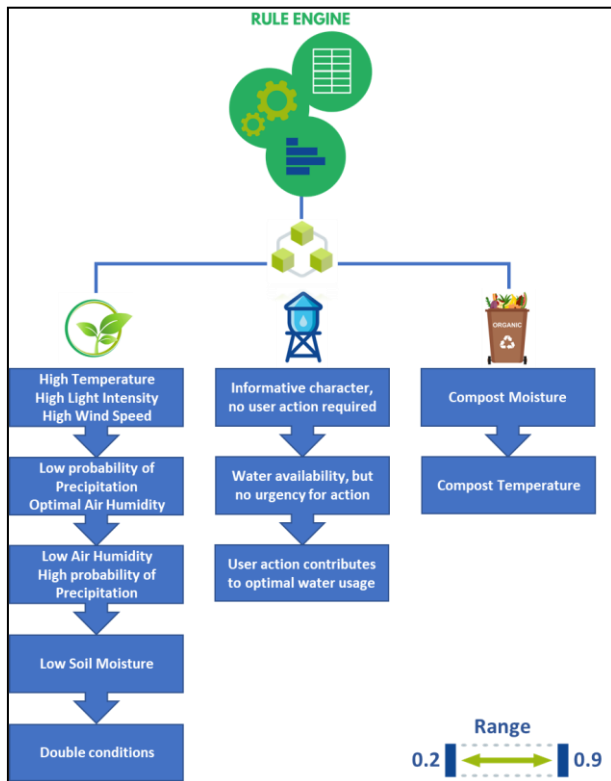 RULE ENGINE
High Temperature
High Light Intensity
High Wind Speed
Low probability of
Precipitation
Optimal Air Humidity
Low Air Humidity
High probability of
Precipitation
Low Soil Moisture
Double conditions
Informative character,
no user action required
Water availability, but
no urgency for action
User action contributes
to optimal water usage
ORGANIC
Compost Moisture
Compost Temperature
Range
0.2
0.9